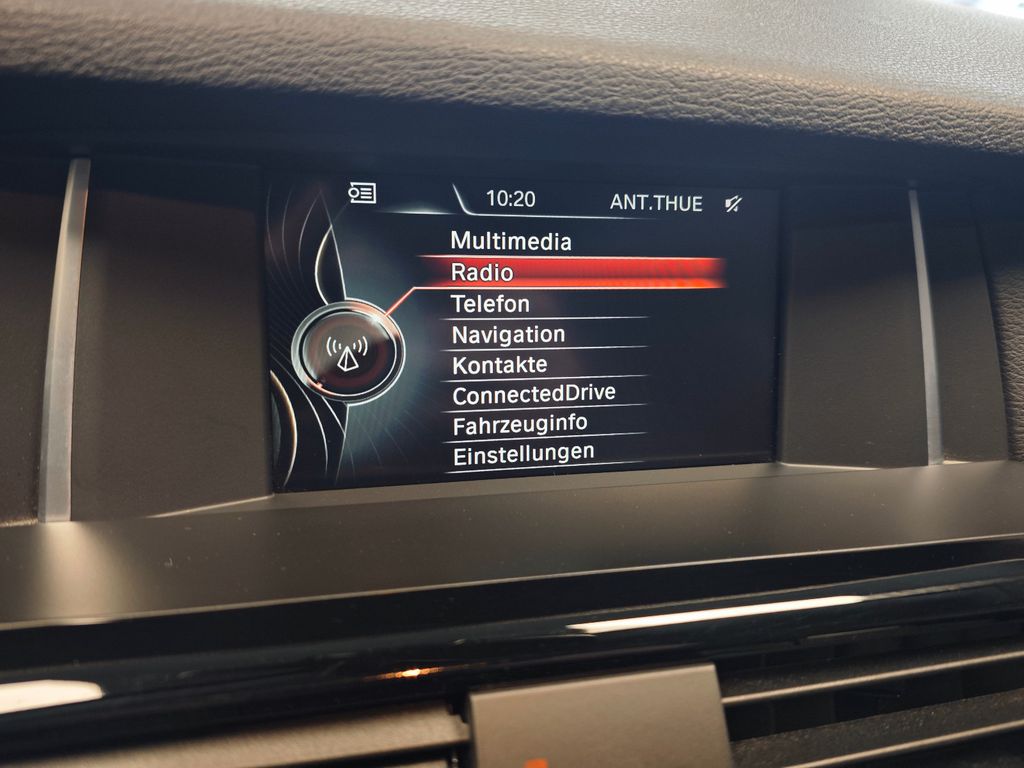 10:20 ANT.THUE
Multimedia
Radio
Telefon
Navigation
Kontakte
ConnectedDrive
Fahrzeuginfo
Einstellungen